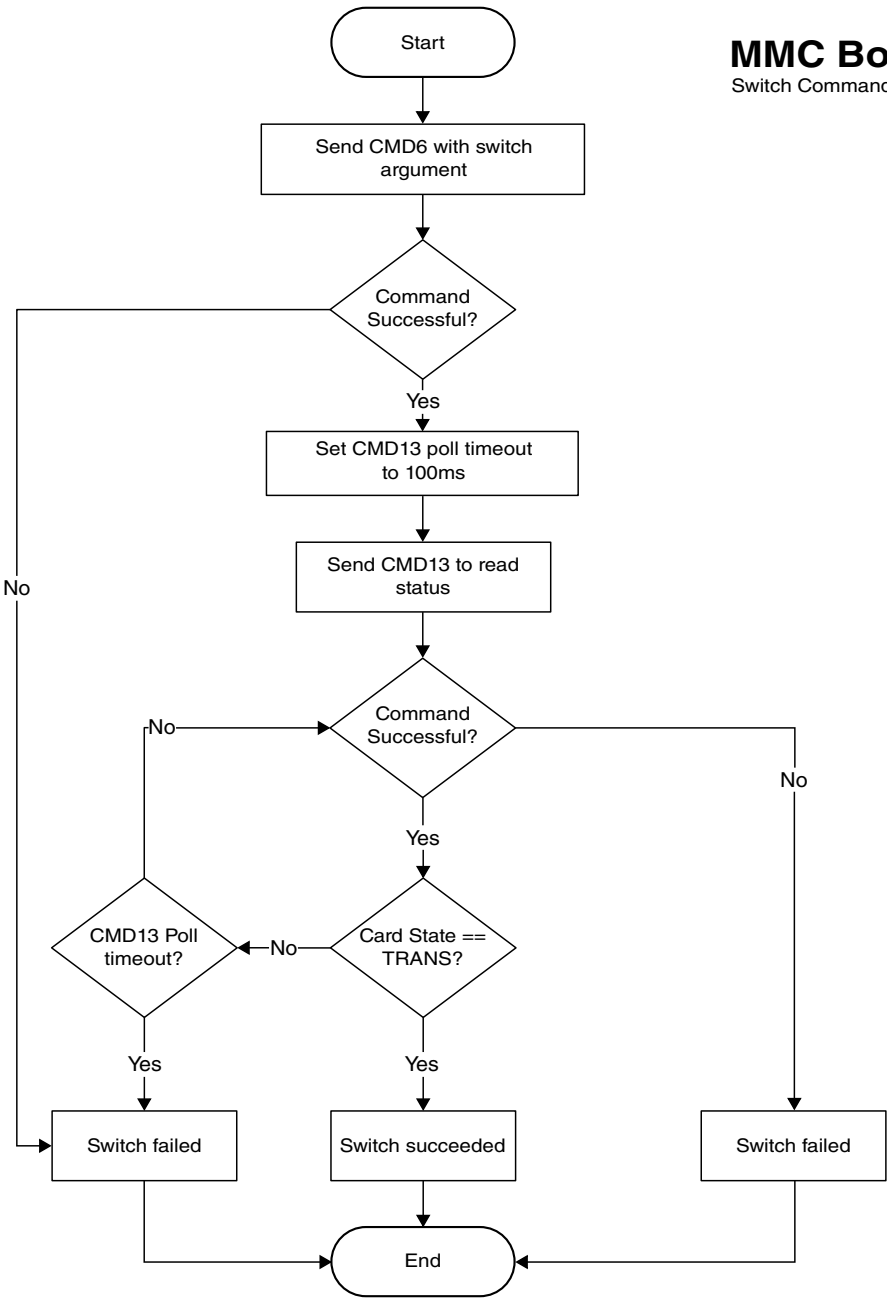 Start
MMC Bo
Switch Command
Send CMD6 with switch
argument
Command
Successful?
Yes
Set CMD13 poll timeout
to 100ms
No
Send CMD13 to read
status
No
Command
Successful?
No
Yes
CMD13 Poll
timeout?
No
Card State ==
TRANS?
Yes
Yes
Switch failed
Switch succeeded
Switch failed
End